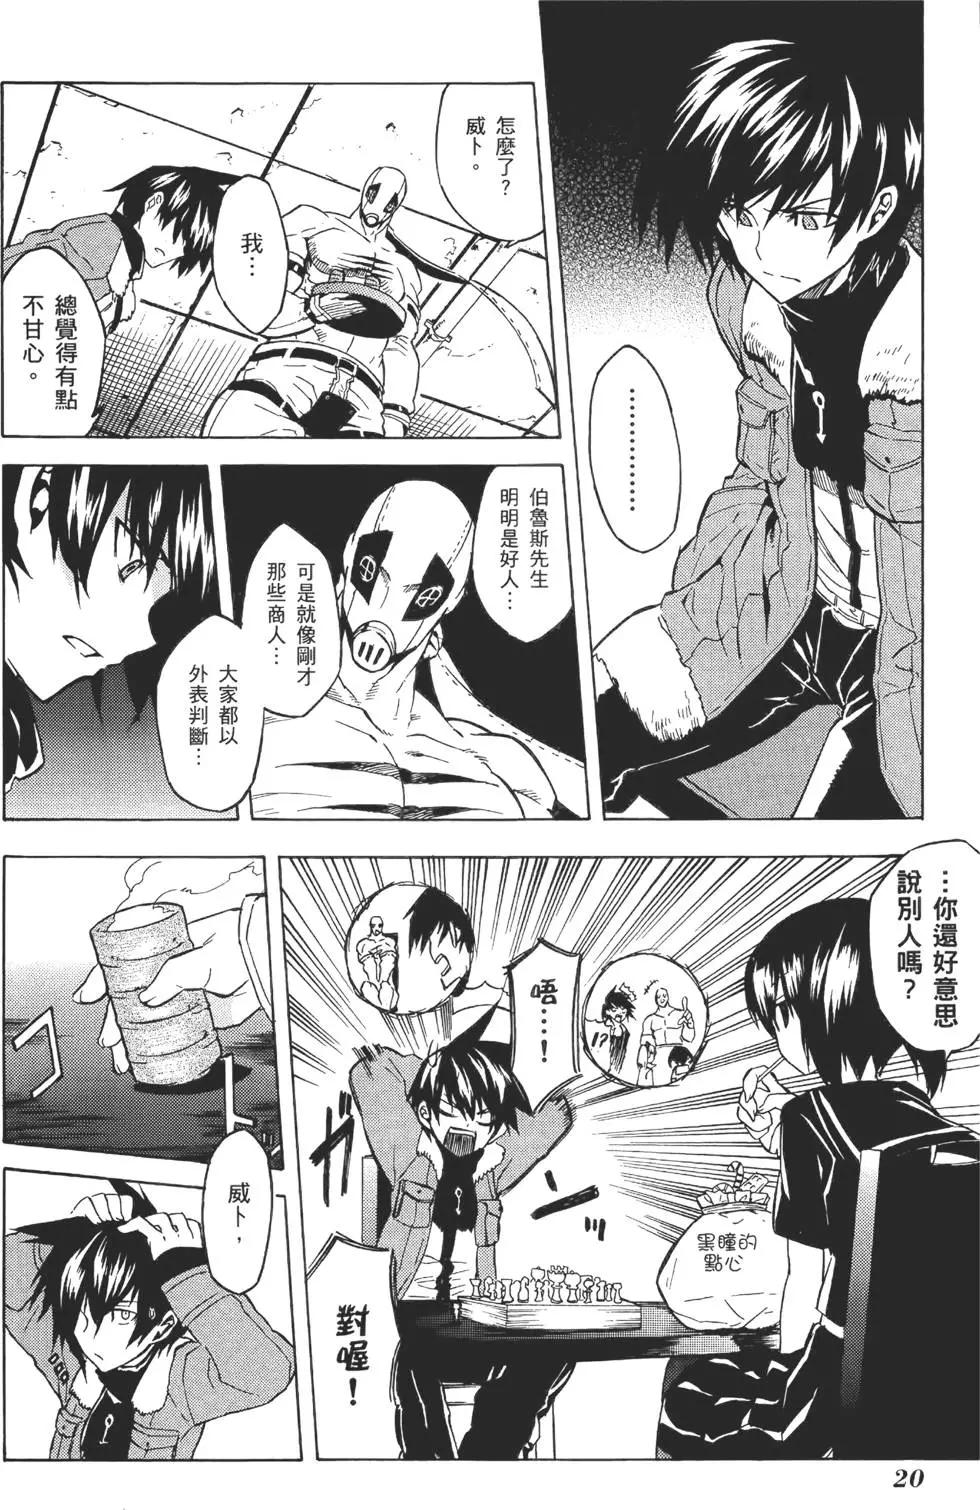 …………
怎麼了?
威卜。
我…
總覺得有點
不甘心。
伯魯斯先生
明明是好人…
可是就像剛才
那些商人…
大家都以
外表判斷…
…你還好意思
說別人嗎?
唔…!
!?
黑瞳的
點心
對喔!
威卜,
20